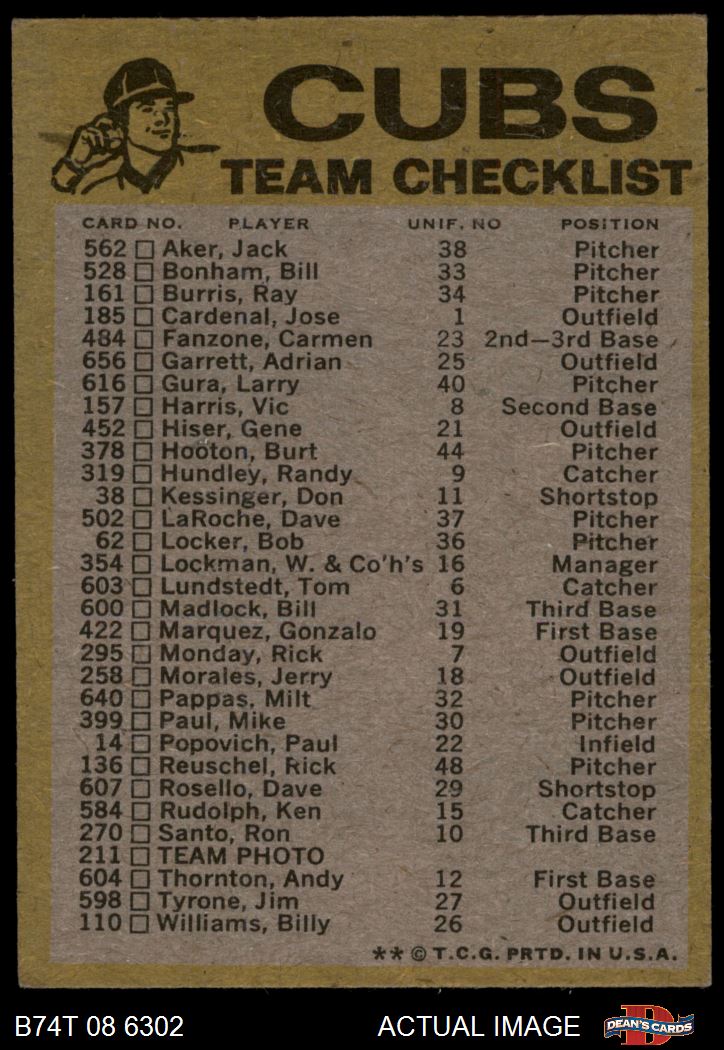 CUBS
TEAM CHECKLIST
CARD NO. PLAYER UNIF. NO POSITION
562 Aker, Jack 38 Pitcher
528 Bonham, Bill 33 Pitcher
161 Burris, Ray 34 Pitcher
185 Cardenal, Jose 1 Outfield
484 Fanzone, Carmen 23 2nd—3rd Base
656 Garrett, Adrian 25 Outfield
616 Gura, Larry 40 Pitcher
157 Harris, Vic 8 Second Base
452 Hiser, Gene 21 Outfield
378 Hooton, Burt 44 Pitcher
319 Hundley, Randy 9 Catcher
38 Kessinger, Don 11 Shortstop
502 LaRoche, Dave 37 Pitcher
62 Locker, Bob 36 Pitcher
354 Lockman, W. & Co'h's 16 Manager
603 Lundstedt, Tom 6 Catcher
600 Madlock, Bill 31 Third Base
422 Marquez, Gonzalo 19 First Base
295 Monday, Rick 7 Outfield
258 Morales, Jerry 18 Outfield
640 Pappas, Milt 32 Pitcher
399 Paul, Mike 30 Pitcher
14 Popovich, Paul 22 Infield
136 Reuschel, Rick 48 Pitcher
607 Rosello, Dave 29 Shortstop
584 Rudolph, Ken 15 Catcher
270 Santo, Ron 10 Third Base
211 TEAM PHOTO
604 Thornton, Andy 12 First Base
598 Tyrone, Jim 27 Outfield
110 Williams, Billy 26 Outfield
** © T.C.G. PRTD. IN U.S.A.
B74T 08 6302 ACTUAL IMAGE D DEAN'S CARDS